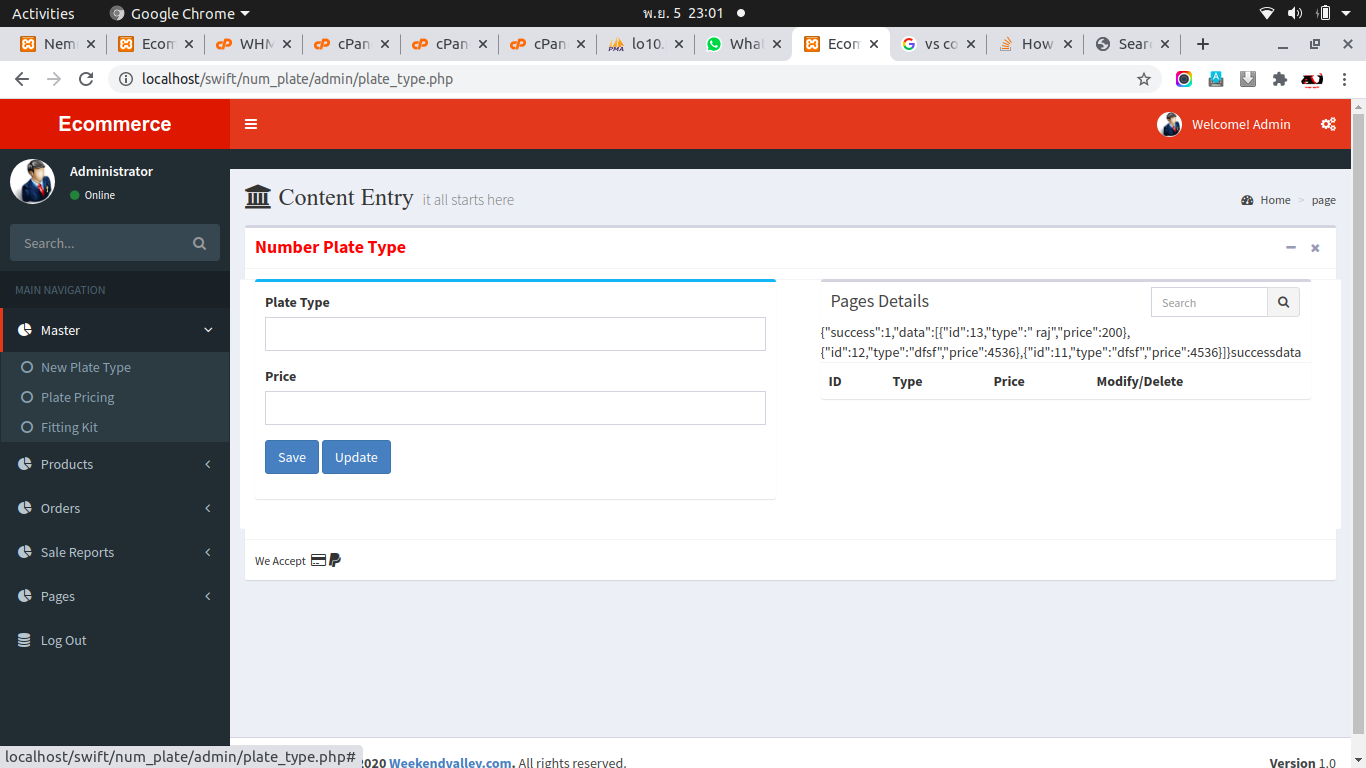 Activities Google Chrome พ.ย. 5 23:01
Nem Ecom WHM cPan cPan cPan lo10. Wha Ecom vs co How Sear
localhost/swift/num_plate/admin/plate_type.php
Ecommerce Welcome! Admin
Administrator
Online
Content Entry it all starts here Home > page
Search...
Number Plate Type
MAIN NAVIGATION
Master
New Plate Type
Plate Pricing
Fitting Kit
Products
Orders
Sale Reports
Pages
Log Out
Plate Type
Price
Save Update
Pages Details Search
{"success":1,"data":[{"id":13,"type":" raj","price":200},
{"id":12,"type":"dfsf","price":4536},{"id":11,"type":"dfsf","price":4536}]}successdata
ID Type Price Modify/Delete
We Accept
localhost/swift/num_plate/admin/plate_type.php#
2020 Weekendvalley.com. All rights reserved. Version 1.0